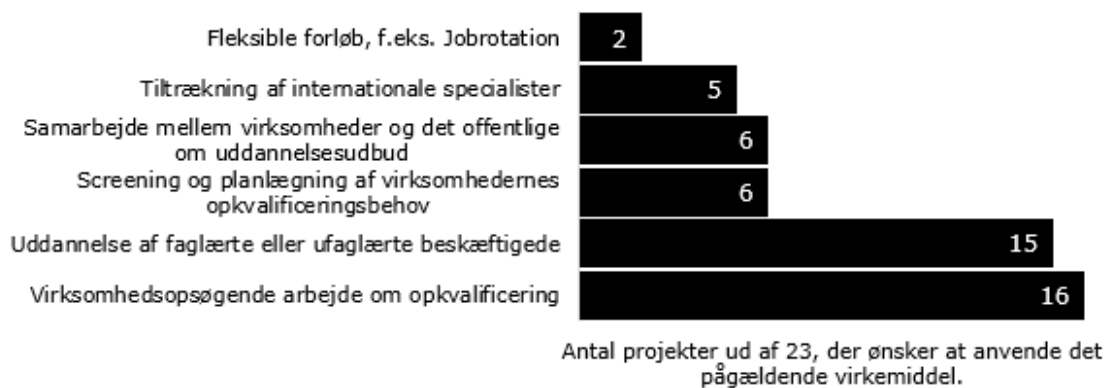 Fleksible forløb, f.eks. Jobrotation
2
Tiltrækning af internationale specialister
5
Samarbejde mellem virksomheder og det offentlige
om uddannelsesudbud
6
Screening og planlægning af virksomhedernes
opkvalificeringsbehov
6
Uddannelse af faglærte eller ufaglærte beskæftigede
15
Virksomhedsopsøgende arbejde om opkvalificering
16
Antal projekter ud af 23, der ønsker at anvende det
pågældende virkemiddel.